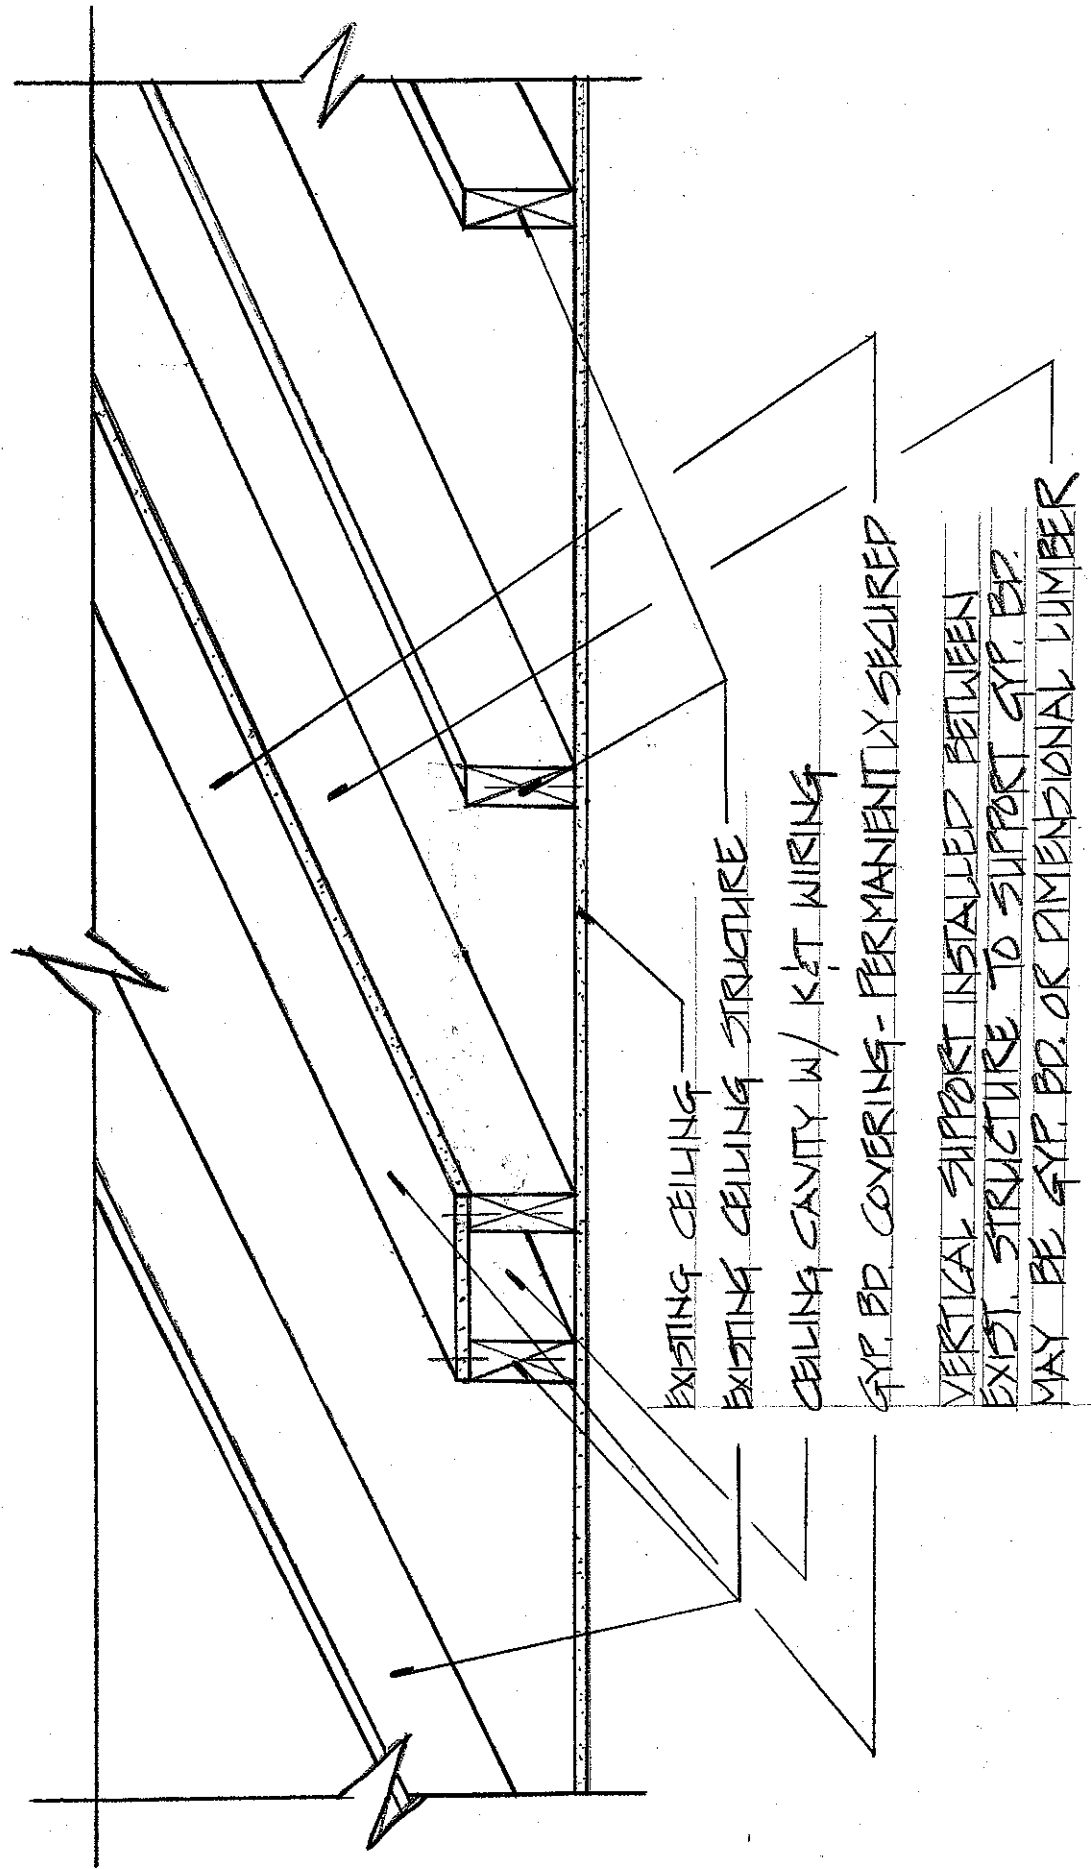 EXISTING CEILING
EXISTING CEILING STRUCTURE
CEILING CAVITY W/ K&T WIRING
GYP. BD. COVERING - PERMANENTLY SECURED
VERTICAL SUPPORT INSTALLED BETWEEN
EXIST. STRUCTURE TO SUPPORT GYP. BD.
MAY BE GYP. BD. OR DIMENSIONAL LUMBER